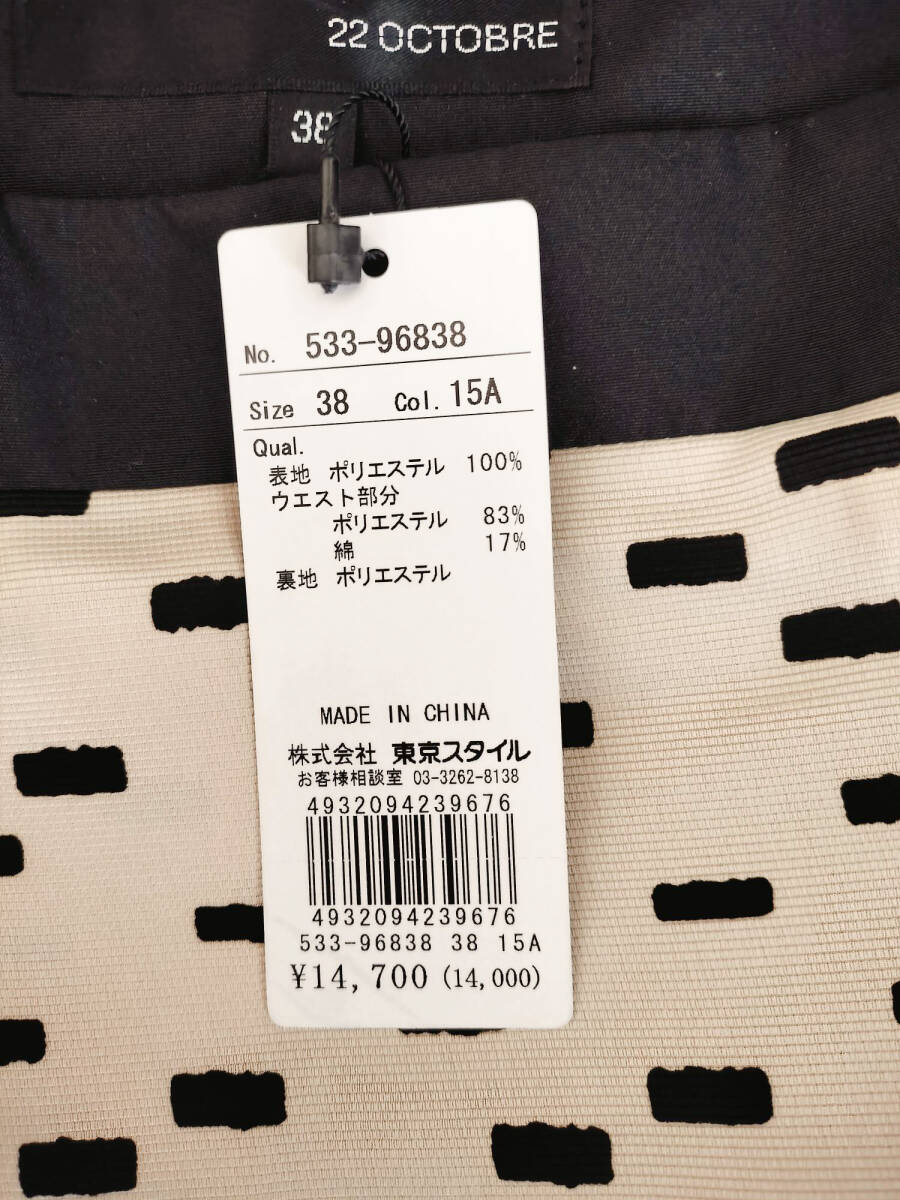 22 OCTOBRE
38
No. 533-96838
Size 38 Col. 15A
Qual.
表地 ポリエステル 100%
ウエスト部分
ポリエステル 83%
綿 17%
裏地 ポリエステル
MADE IN CHINA
株式会社 東京スタイル
お客様相談室 03-3262-8138
4932094239676
4932094239676
533-96838 38 15A
¥14,700 (14,000)